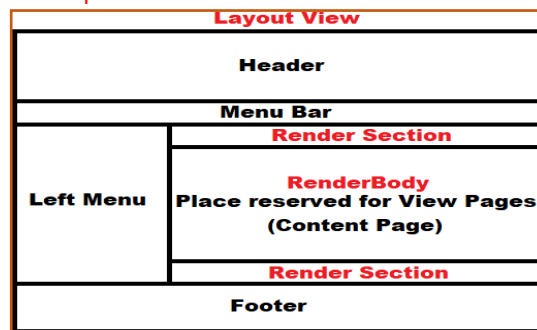 Layout View
Header
Menu Bar
Render Section
Left Menu
RenderBody
Place reserved for View Pages
(Content Page)
Render Section
Footer